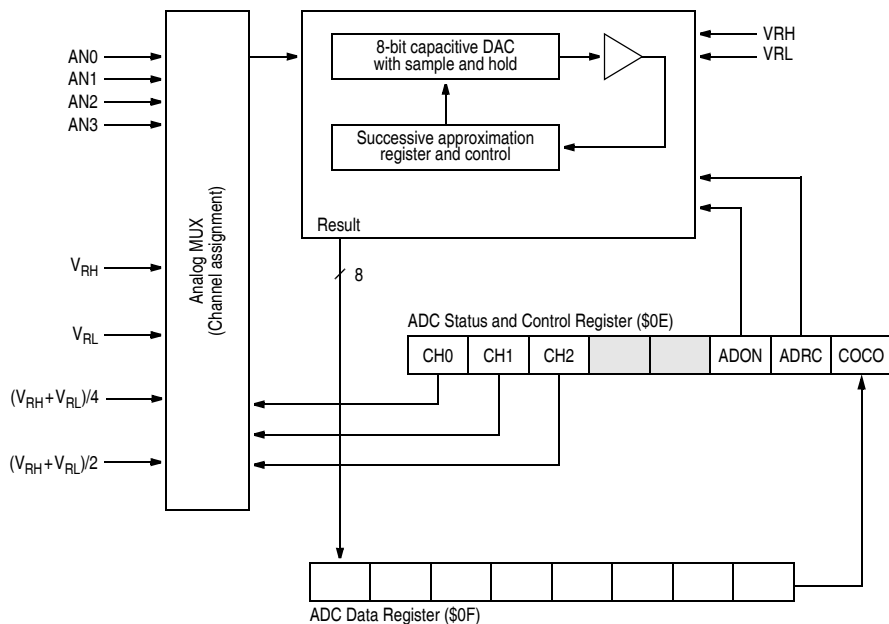 AN0
AN1
AN2
AN3
V_RH
V_RL
(V_RH+V_RL)/4
(V_RH+V_RL)/2
Analog MUX
(Channel assignment)
8-bit capacitive DAC
with sample and hold
Successive approximation
register and control
Result
8
VRH
VRL
ADC Status and Control Register ($0E)
CH0 CH1 CH2 ADON ADRC COCO
ADC Data Register ($0F)